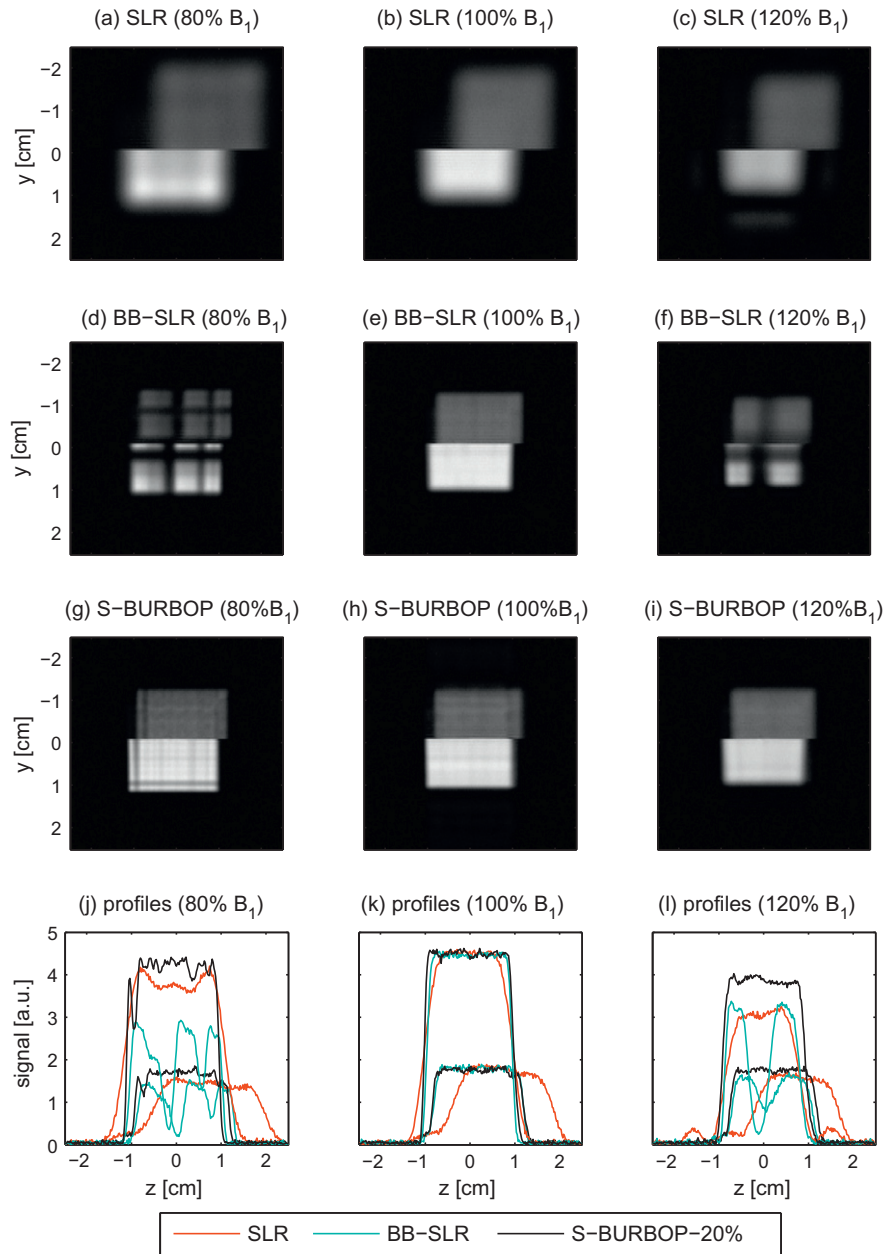 (a) SLR (80% B1) (b) SLR (100% B1) (c) SLR (120% B1)
−2
−1
0
1
2
y [cm]
(d) BB−SLR (80% B1) (e) BB−SLR (100% B1) (f) BB−SLR (120% B1)
−2
−1
0
1
2
y [cm]
(g) S−BURBOP (80%B1) (h) S−BURBOP (100%B1) (i) S−BURBOP (120%B1)
−2
−1
0
1
2
y [cm]
(j) profiles (80% B1) (k) profiles (100% B1) (l) profiles (120% B1)
5
4
3
2
1
0
signal [a.u.]
−2 −1 0 1 2 −2 −1 0 1 2 −2 −1 0 1 2
z [cm] z [cm] z [cm]
SLR BB−SLR S−BURBOP−20%